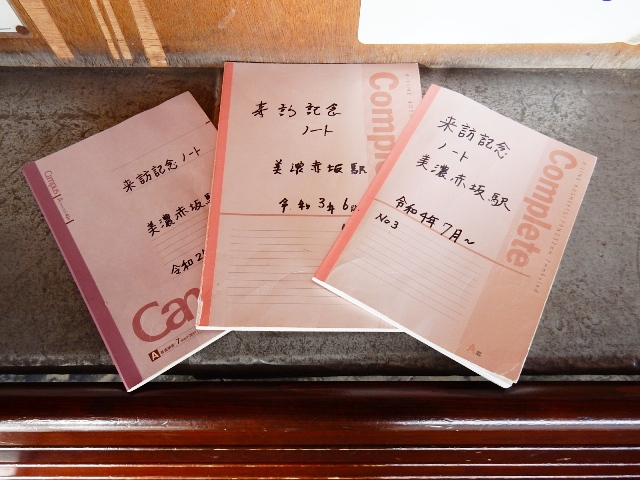 来訪記念ノート
美濃赤坂駅
令和2
Campus
Cam
A
来訪記念
ノート
美濃赤坂駅
令和3年6
Complete
来訪記念
ノート
美濃赤坂駅
令和4年7月~
No3
Complete
A